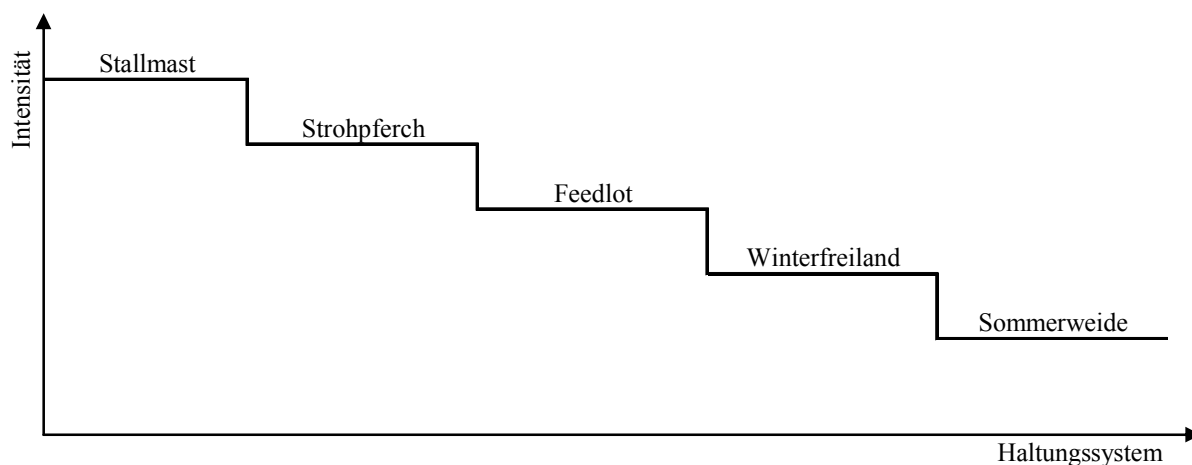 Intensität
Stallmast
Strohpferch
Feedlot
Winterfreiland
Sommerweide
Haltungssystem